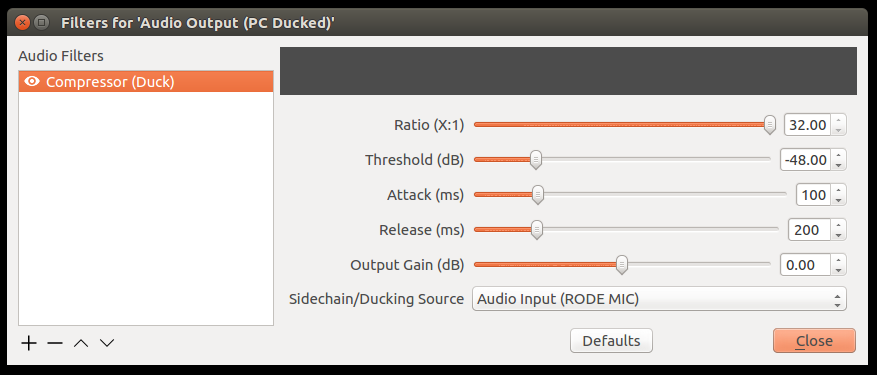 Filters for 'Audio Output (PC Ducked)'
Audio Filters
Compressor (Duck)
Ratio (X:1) 32.00
Threshold (dB) -48.00
Attack (ms) 100
Release (ms) 200
Output Gain (dB) 0.00
Sidechain/Ducking Source Audio Input (RODE MIC)
Defaults Close